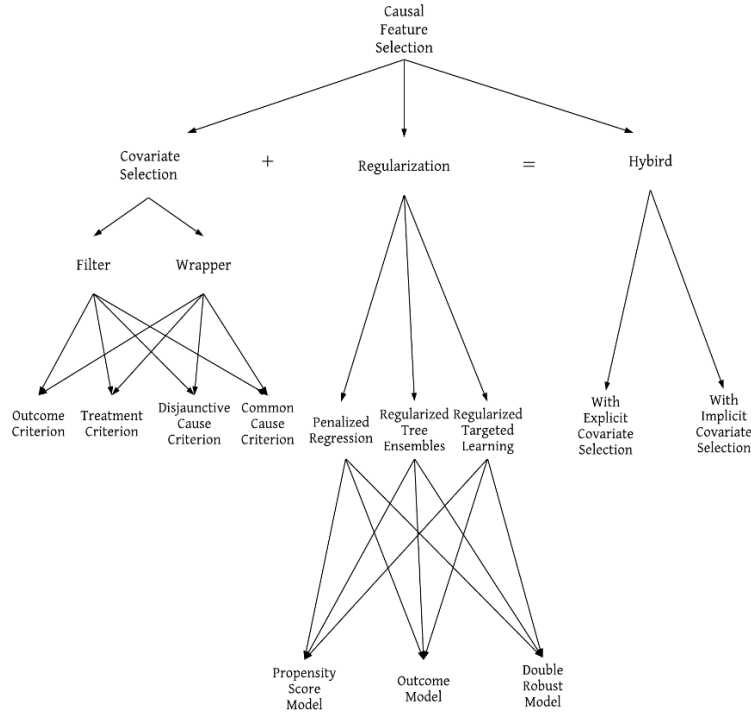 Causal
Feature
Selection
Covariate
Selection
+
Regularization
=
Hybird
Filter
Wrapper
Outcome
Criterion
Treatment
Criterion
Disjaunctive
Cause
Criterion
Common
Cause
Criterion
Penalized
Regression
Regularized
Tree
Ensembles
Regularized
Targeted
Learning
With
Explicit
Covariate
Selection
With
Implicit
Covariate
Selection
Propensity
Score
Model
Outcome
Model
Double
Robust
Model